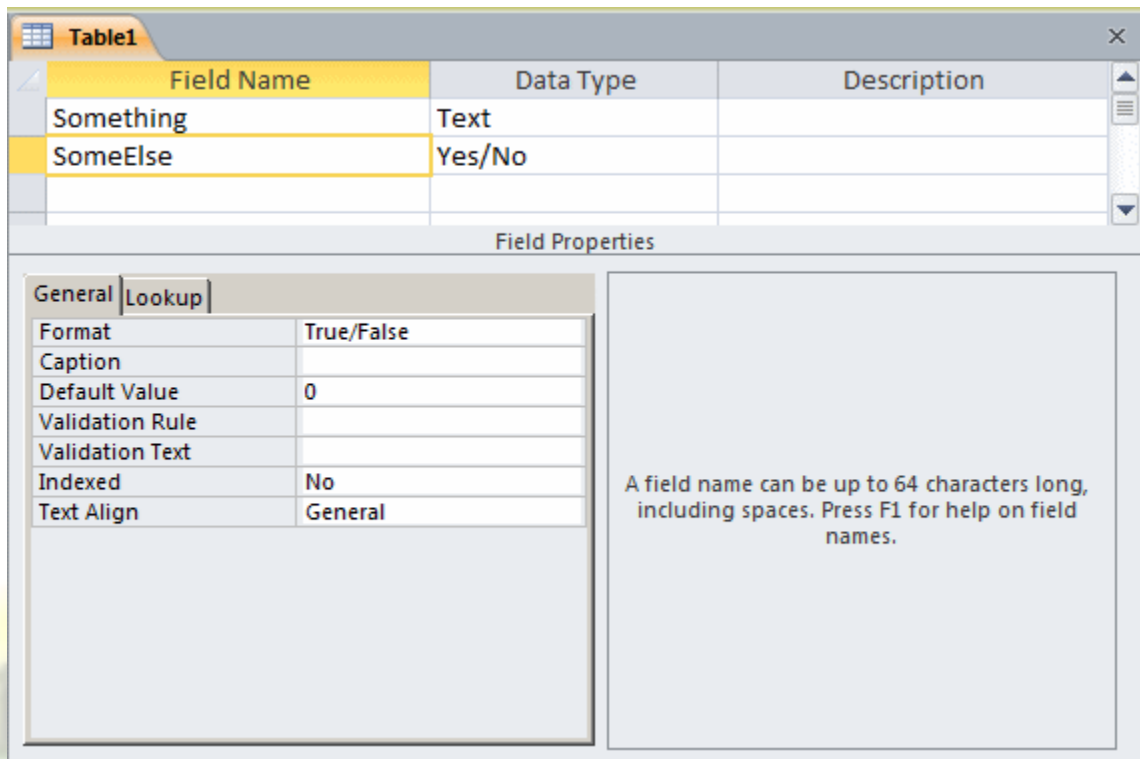 Table1
Field Name Data Type Description
Something Text
SomeElse Yes/No
Field Properties
General Lookup
Format True/False
Caption
Default Value 0
Validation Rule
Validation Text
Indexed No
Text Align General
A field name can be up to 64 characters long,
including spaces. Press F1 for help on field
names.